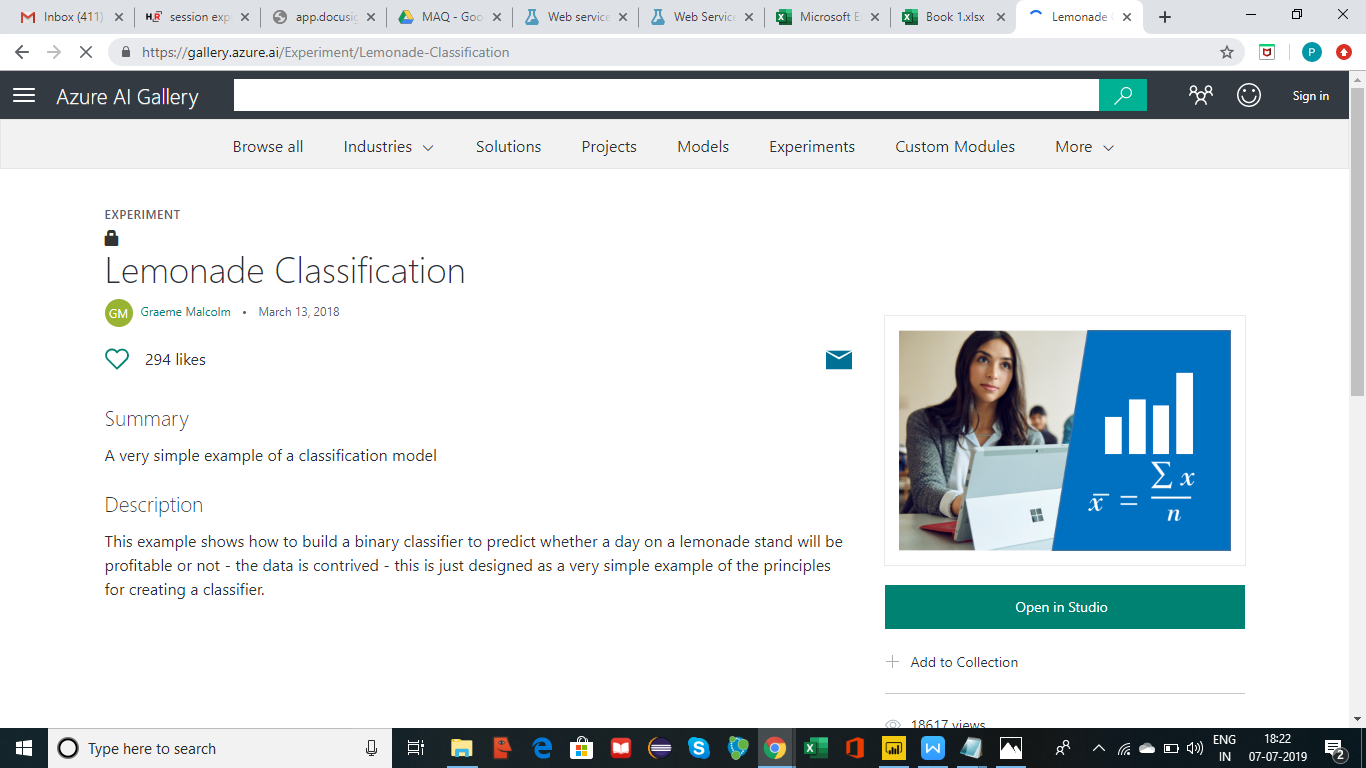 Inbox (411)
session exp
app.docusig
MAQ - Goo
Web service
Web Service
Microsoft E
Book 1.xlsx
Lemonade
https://gallery.azure.ai/Experiment/Lemonade-Classification
P
Azure AI Gallery
Sign in
Browse all
Industries
Solutions
Projects
Models
Experiments
Custom Modules
More
EXPERIMENT
Lemonade Classification
GM
Graeme Malcolm • March 13, 2018
294 likes
Summary
A very simple example of a classification model
Description
This example shows how to build a binary classifier to predict whether a day on a lemonade stand will be
profitable or not - the data is contrived - this is just designed as a very simple example of the principles
for creating a classifier.
x̅ = ∑ x / n
Open in Studio
Add to Collection
18617 views
Type here to search
ENG
IN
18:22
07-07-2019
2